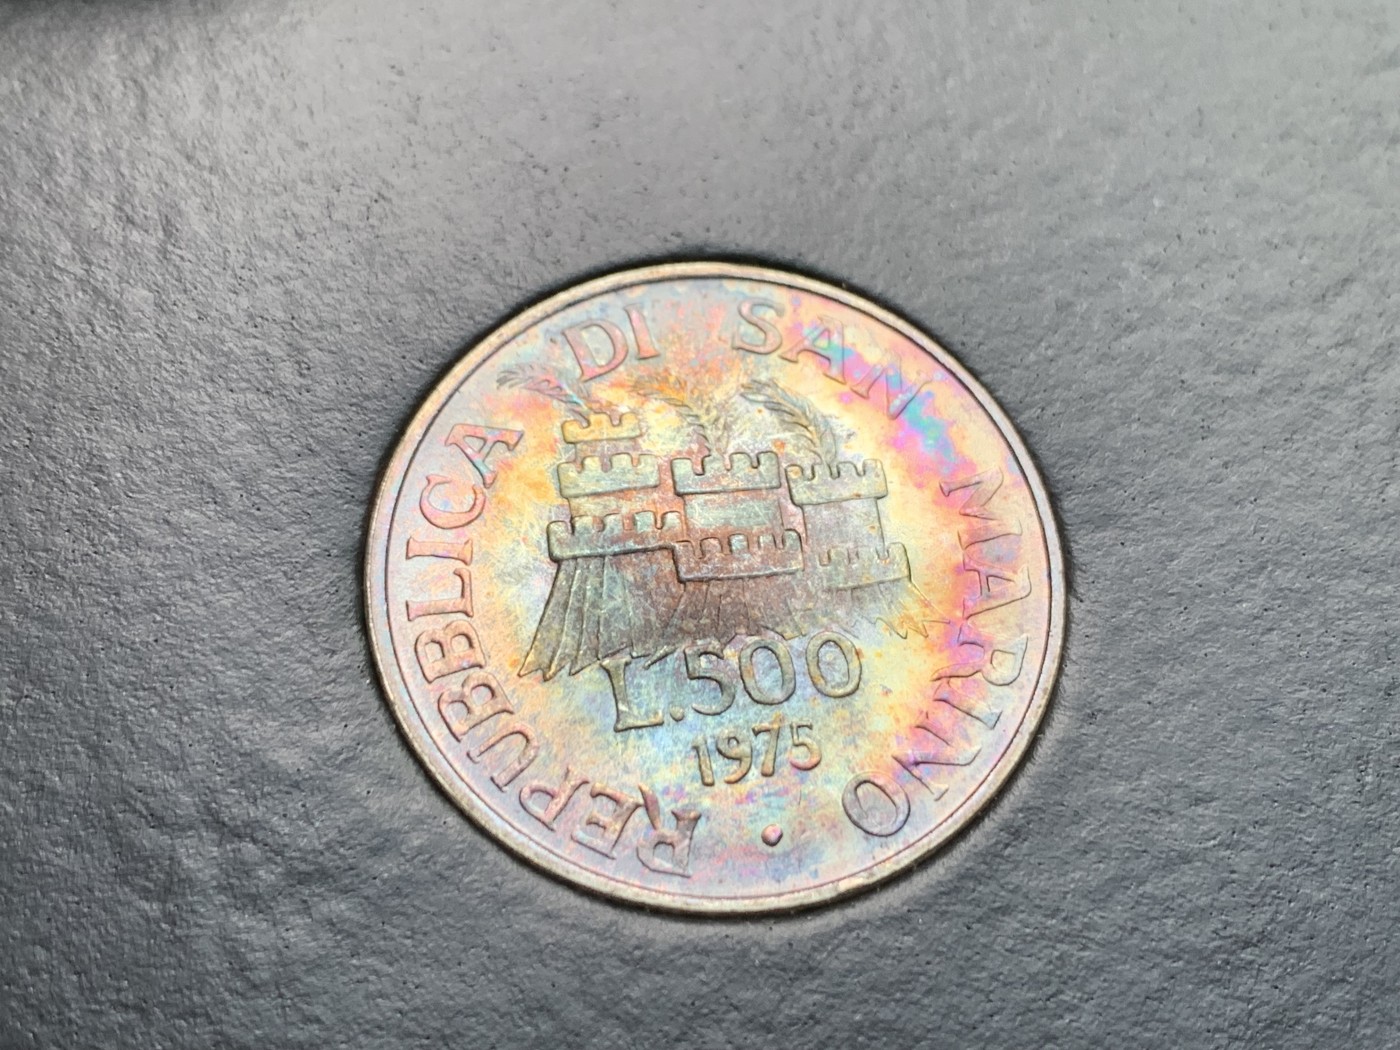 REPUBBLICA DI SAN MARINO
L.500
1975